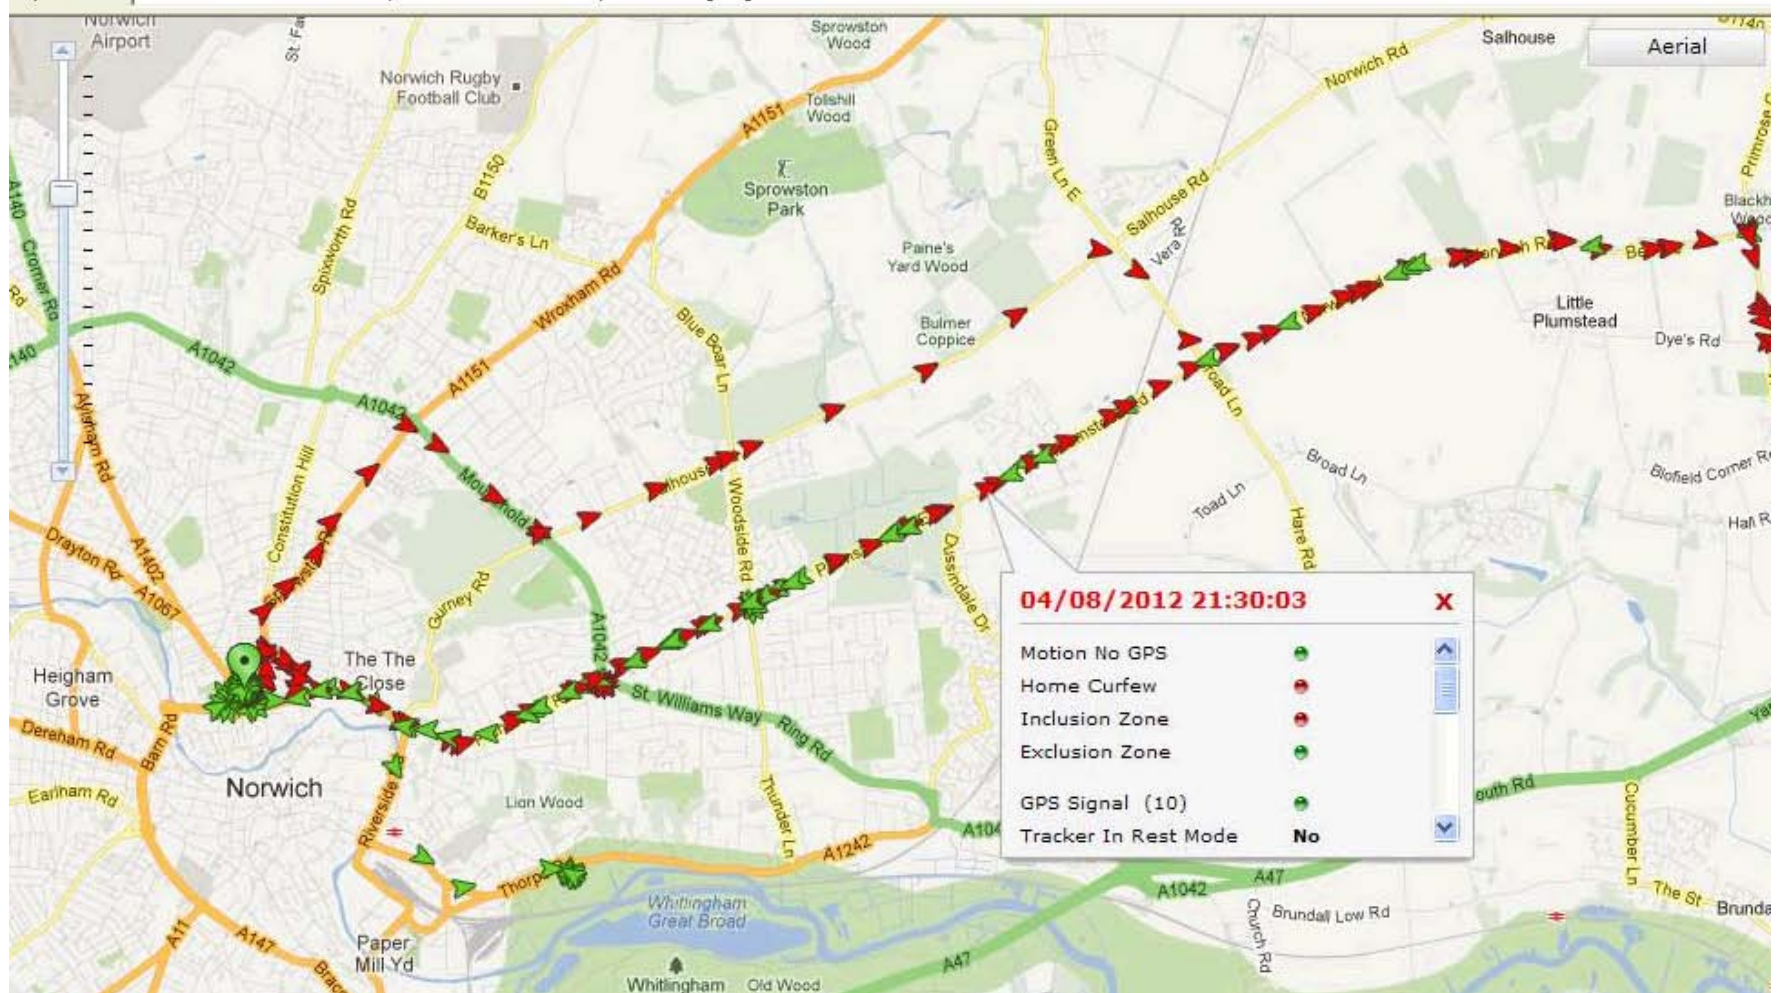 Norwich
Airport
Sprowston
Wood
Salhouse
Aerial
Norwich Rugby
Football Club
Norwich Rd
Tollshill
Wood
A1151
B1150
Green Ln E
Sprowston
Park
Salhouse Rd
A140
Cromer Rd
Spixworth Rd
Barker's Ln
Vera Rd
Paine's
Yard Wood
Wroxham Rd
Blue Boar Ln
Bulmer
Coppice
Little
Plumstead
Dye's Rd
A1042
A1151
A1042
Aylsham Rd
Constitution Hill
Woodside Rd
Broad Ln
Toad Ln
Hare Rd
Drayton Rd
A1402
A1067
Gurney Rd
A1042
Dussindale Dr
Heigham
Grove
The The
Close
St. Williams Way
Ring Rd
Dereham Rd
Barn Rd
Norwich
Earlham Rd
Riverside
Lion Wood
Thunder Ln
A1242
04/08/2012 21:30:03
X
Motion No GPS
Home Curfew
Inclusion Zone
Exclusion Zone
GPS Signal (10)
Tracker In Rest Mode No
outh Rd
Cucumber Ln
A1042
A47
The St
Brunda
Whitlingham
Great Broad
Church Rd
Brundall Low Rd
A11
A147
Paper
Mill Yd
A47
Whitlingham
Old Wood